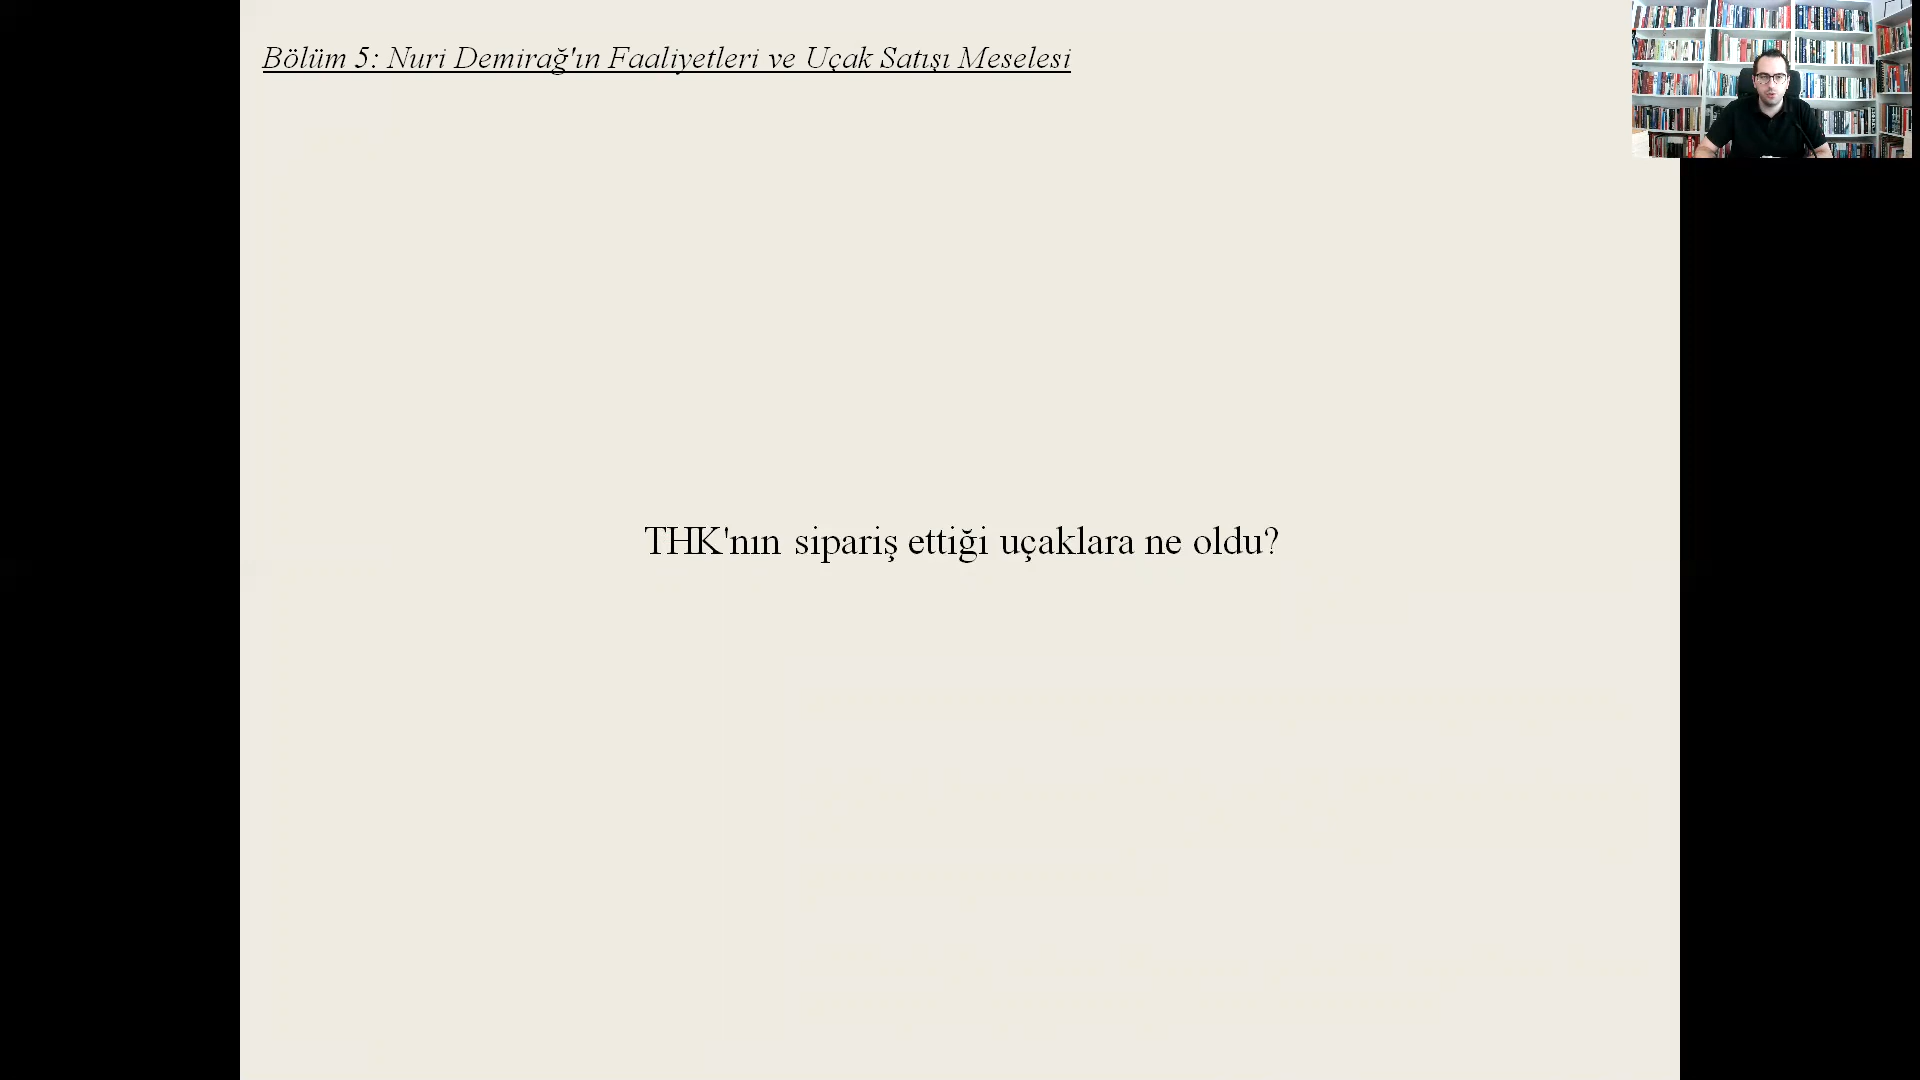 Bölüm 5: Nuri Demirağ'ın Faaliyetleri ve Uçak Satışı Meselesi
THK'nın sipariş ettiği uçaklara ne oldu?